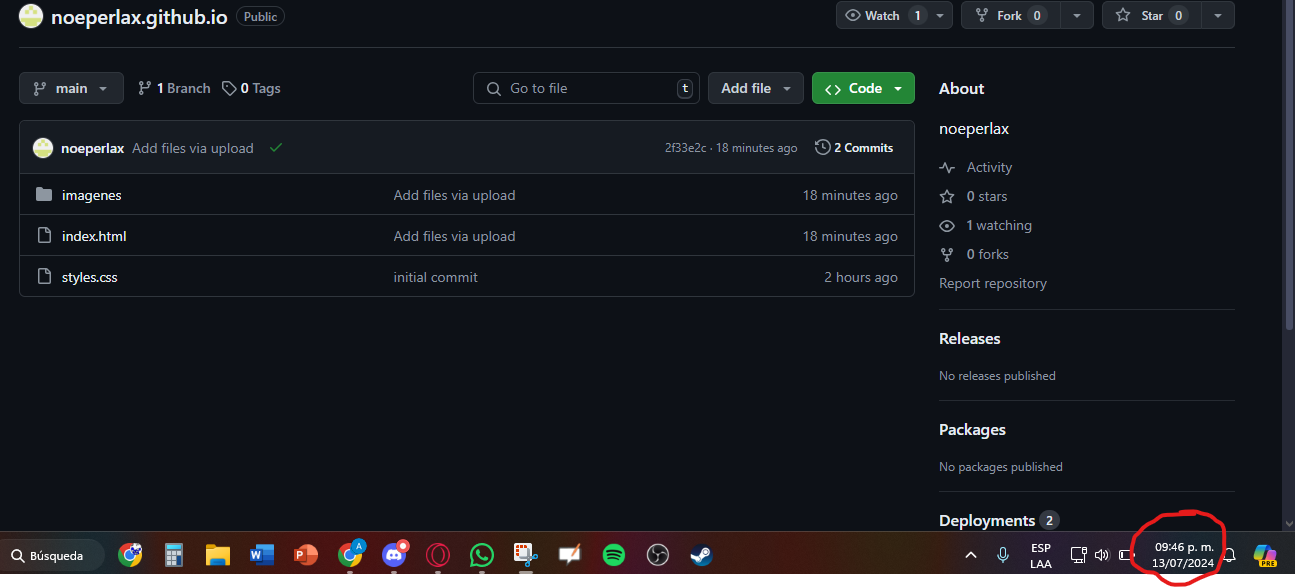 noeperlax.github.io Public
Watch 1
Fork 0
Star 0
main
1 Branch
0 Tags
Go to file t
Add file
Code
noeperlax Add files via upload
2f33e2c · 18 minutes ago
2 Commits
imagenes Add files via upload 18 minutes ago
index.html Add files via upload 18 minutes ago
styles.css initial commit 2 hours ago
About
noeperlax
Activity
0 stars
1 watching
0 forks
Report repository
Releases
No releases published
Packages
No packages published
Deployments 2
Búsqueda
W
P
A
ESP
LAA
09:46 p. m.
13/07/2024
PRE